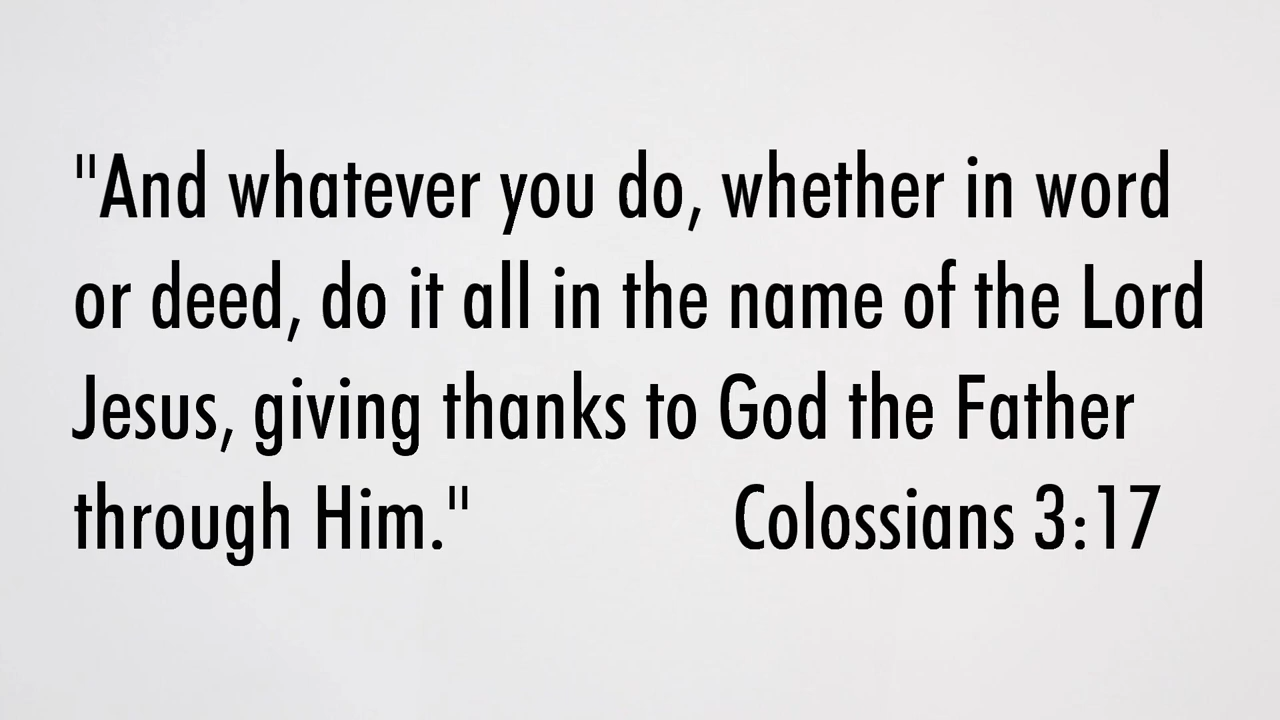 "And whatever you do, whether in word
or deed, do it all in the name of the Lord
Jesus, giving thanks to God the Father
through Him." Colossians 3:17